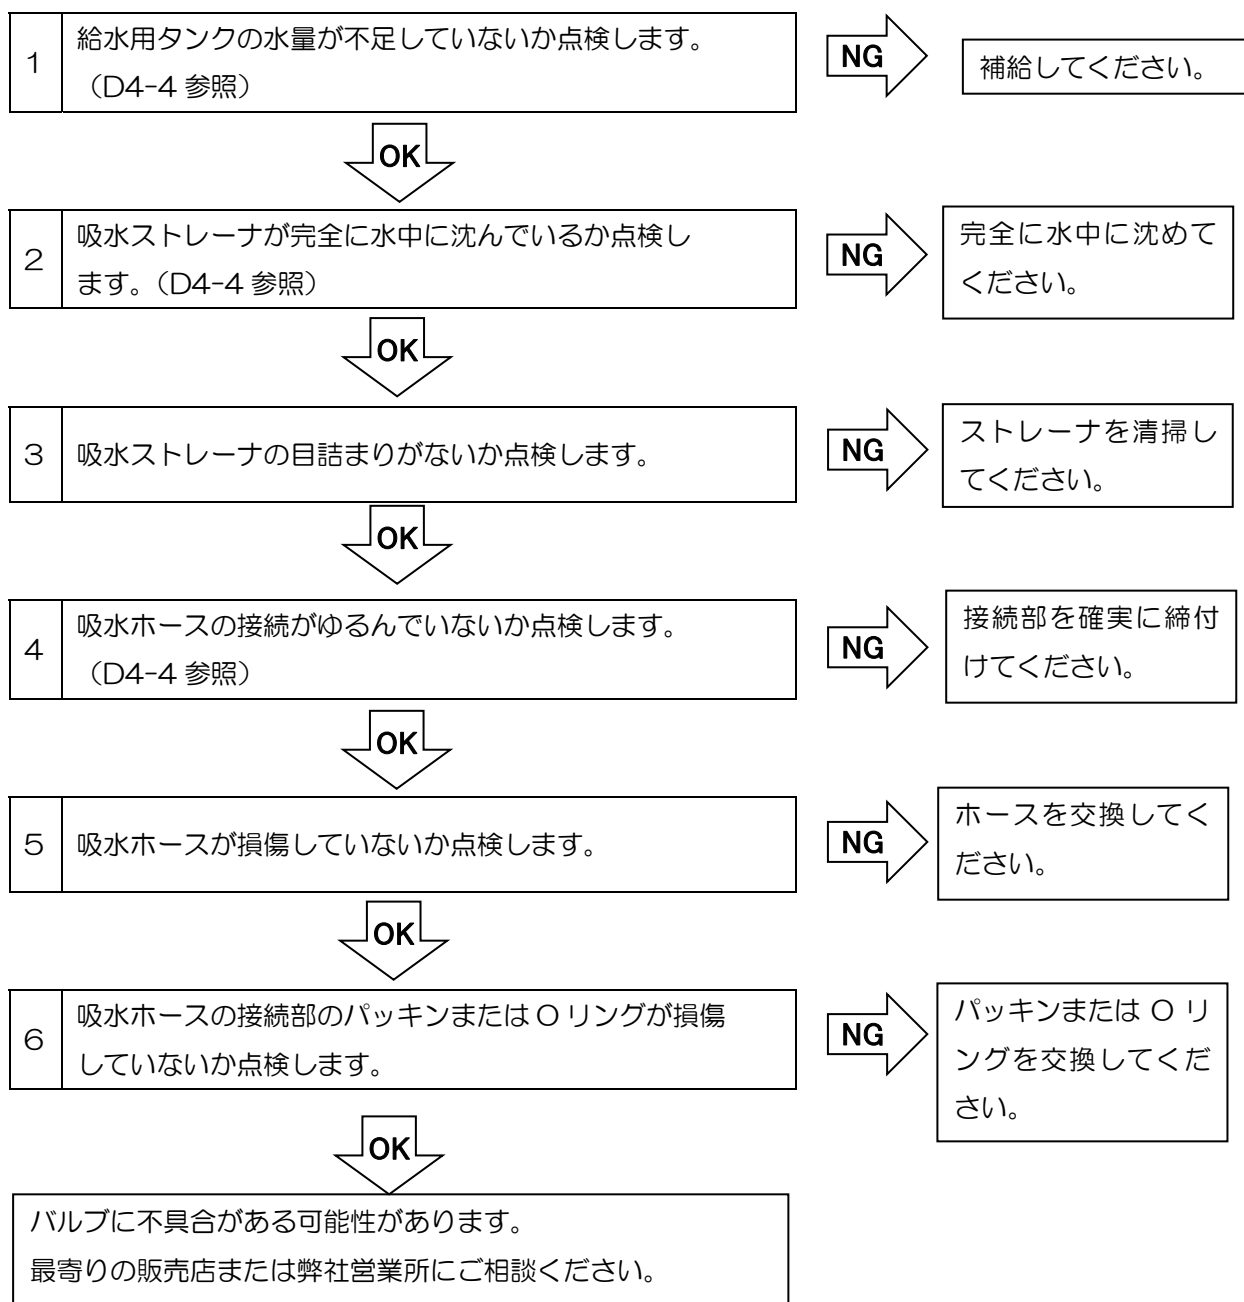 1
給水用タンクの水量が不足していないか点検します。
（D4-4 参照）
NG
補給してください。
OK
2
吸水ストレーナが完全に水中に沈んでいるか点検し
ます。（D4-4 参照）
NG
完全に水中に沈めて
ください。
OK
3
吸水ストレーナの目詰まりがないか点検します。
NG
ストレーナを清掃し
てください。
OK
4
吸水ホースの接続がゆるんでいないか点検します。
（D4-4 参照）
NG
接続部を確実に締付
けてください。
OK
5
吸水ホースが損傷していないか点検します。
NG
ホースを交換してく
ださい。
OK
6
吸水ホースの接続部のパッキンまたは O リングが損傷
していないか点検します。
NG
パッキンまたは O リ
ングを交換してくだ
さい。
OK
バルブに不具合がある可能性があります。
最寄りの販売店または弊社営業所にご相談ください。